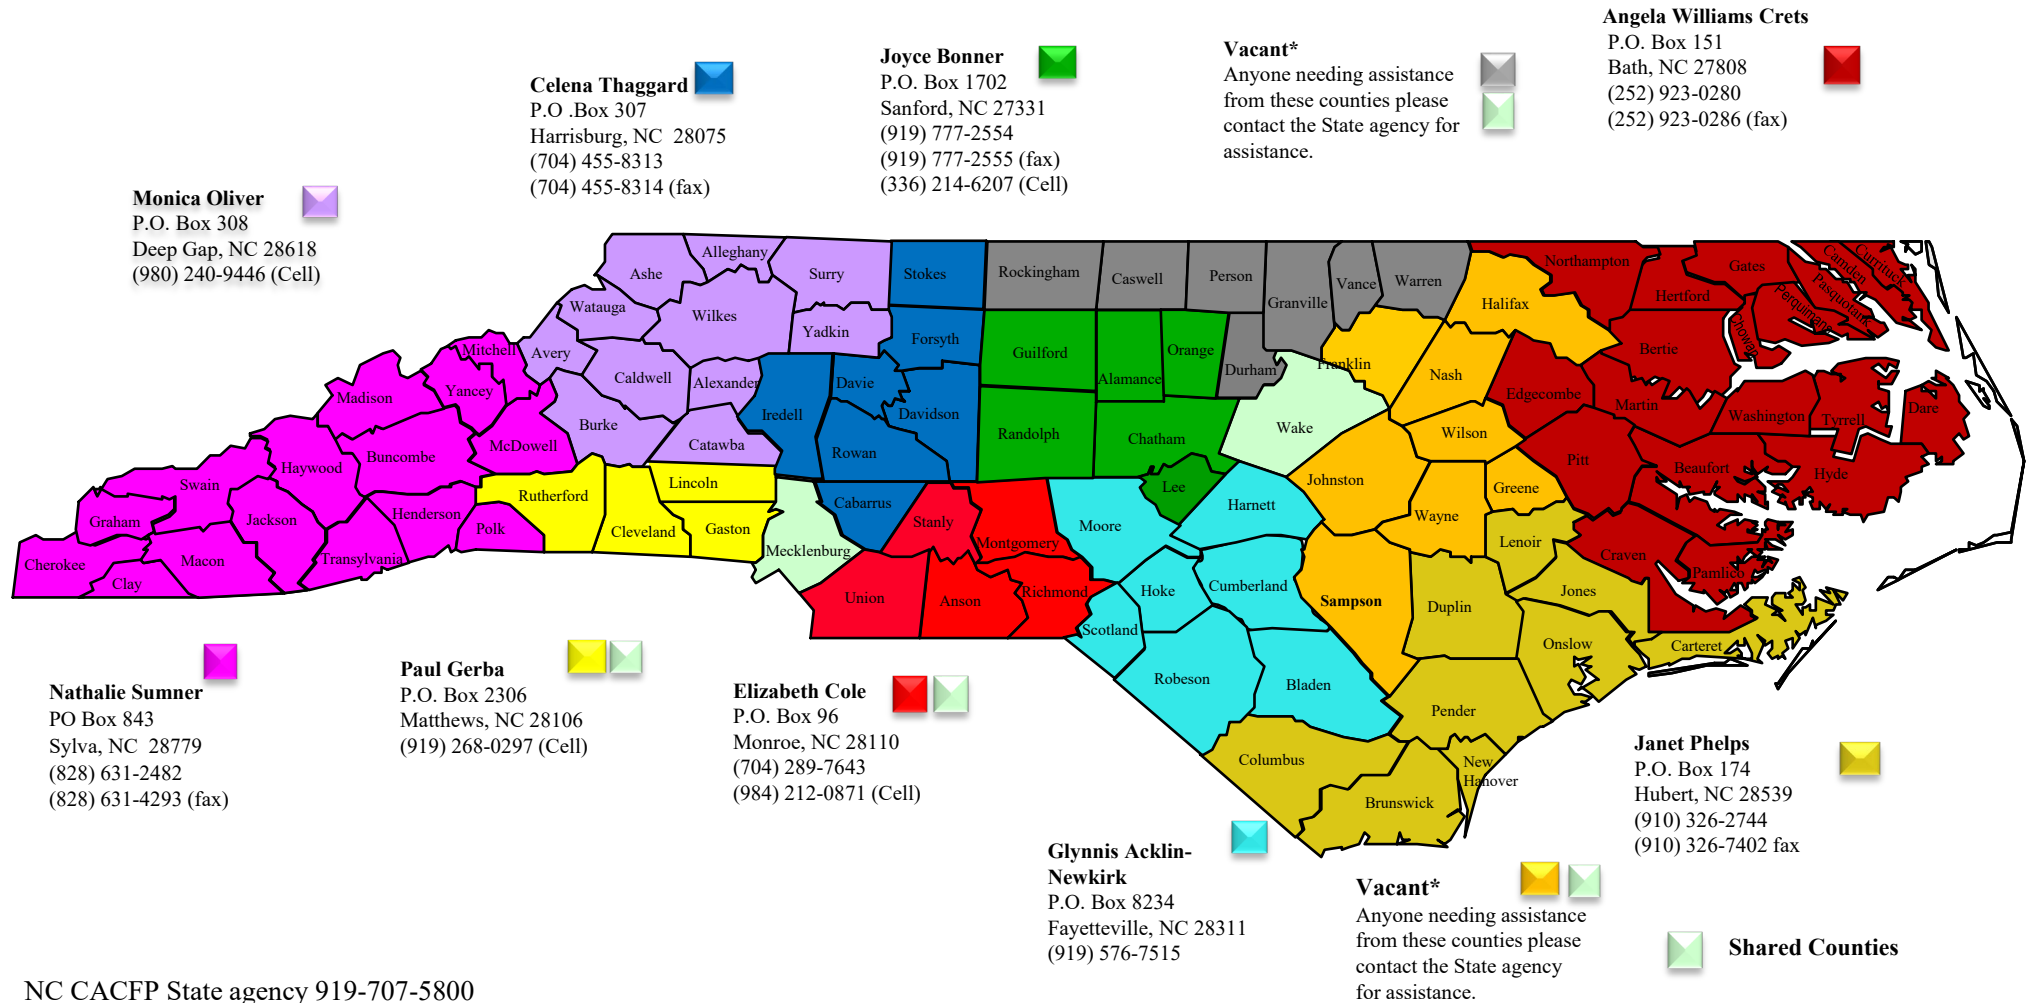 Angela Williams Crets
P.O. Box 151
Bath, NC 27808
(252) 923-0280
(252) 923-0286 (fax)
Vacant*
Anyone needing assistance
from these counties please
contact the State agency for
assistance.
Joyce Bonner
P.O. Box 1702
Sanford, NC 27331
(919) 777-2554
(919) 777-2555 (fax)
(336) 214-6207 (Cell)
Celena Thaggard
P.O .Box 307
Harrisburg, NC 28075
(704) 455-8313
(704) 455-8314 (fax)
Monica Oliver
P.O. Box 308
Deep Gap, NC 28618
(980) 240-9446 (Cell)
Ashe
Alleghany
Surry
Stokes
Rockingham
Caswell
Person
Granville
Vance
Warren
Northampton
Gates
Camden
Currituck
Pasquotank
Perquimans
Chowan
Hertford
Halifax
Watauga
Wilkes
Yadkin
Forsyth
Guilford
Alamance
Orange
Durham
Franklin
Nash
Bertie
Mitchell
Avery
Caldwell
Alexander
Iredell
Davie
Davidson
Edgecombe
Martin
Washington
Tyrrell
Dare
Madison
Yancey
McDowell
Burke
Catawba
Rowan
Randolph
Chatham
Wake
Wilson
Pitt
Beaufort
Hyde
Swain
Haywood
Buncombe
Rutherford
Lincoln
Cabarrus
Stanly
Montgomery
Moore
Lee
Harnett
Johnston
Wayne
Greene
Lenoir
Craven
Pamlico
Graham
Jackson
Henderson
Polk
Cleveland
Gaston
Mecklenburg
Cherokee
Clay
Macon
Transylvania
Union
Anson
Richmond
Scotland
Hoke
Cumberland
Sampson
Duplin
Jones
Onslow
Carteret
Robeson
Bladen
Pender
Columbus
Brunswick
New
Hanover
Nathalie Sumner
PO Box 843
Sylva, NC 28779
(828) 631-2482
(828) 631-4293 (fax)
Paul Gerba
P.O. Box 2306
Matthews, NC 28106
(919) 268-0297 (Cell)
Elizabeth Cole
P.O. Box 96
Monroe, NC 28110
(704) 289-7643
(984) 212-0871 (Cell)
Glynnis Acklin-
Newkirk
P.O. Box 8234
Fayetteville, NC 28311
(919) 576-7515
Vacant*
Anyone needing assistance
from these counties please
contact the State agency
for assistance.
Janet Phelps
P.O. Box 174
Hubert, NC 28539
(910) 326-2744
(910) 326-7402 fax
Shared Counties
NC CACFP State agency 919-707-5800